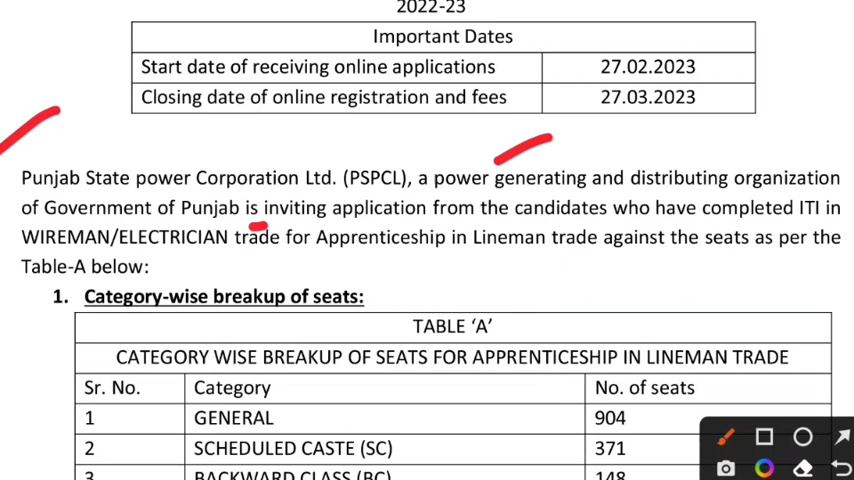 2022-23
Important Dates
Start date of receiving online applications 27.02.2023
Closing date of online registration and fees 27.03.2023
Punjab State power Corporation Ltd. (PSPCL), a power generating and distributing organization
of Government of Punjab is inviting application from the candidates who have completed ITI in
WIREMAN/ELECTRICIAN trade for Apprenticeship in Lineman trade against the seats as per the
Table-A below:
1. Category-wise breakup of seats:
TABLE ‘A’
CATEGORY WISE BREAKUP OF SEATS FOR APPRENTICESHIP IN LINEMAN TRADE
Sr. No. Category No. of seats
1 GENERAL 904
2 SCHEDULED CASTE (SC) 371
3 BACKWARD CLASS (BC) 148